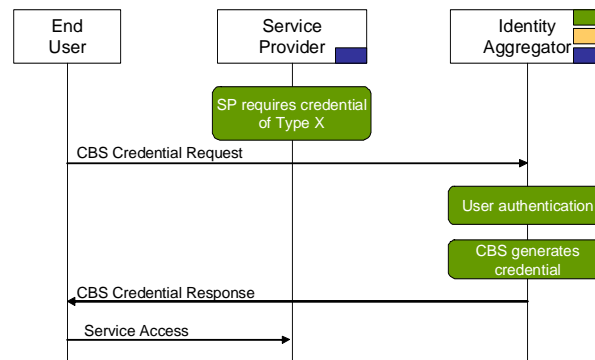 End
User
Service
Provider
Identity
Aggregator
SP requires credential
of Type X
CBS Credential Request
User authentication
CBS generates
credential
CBS Credential Response
Service Access